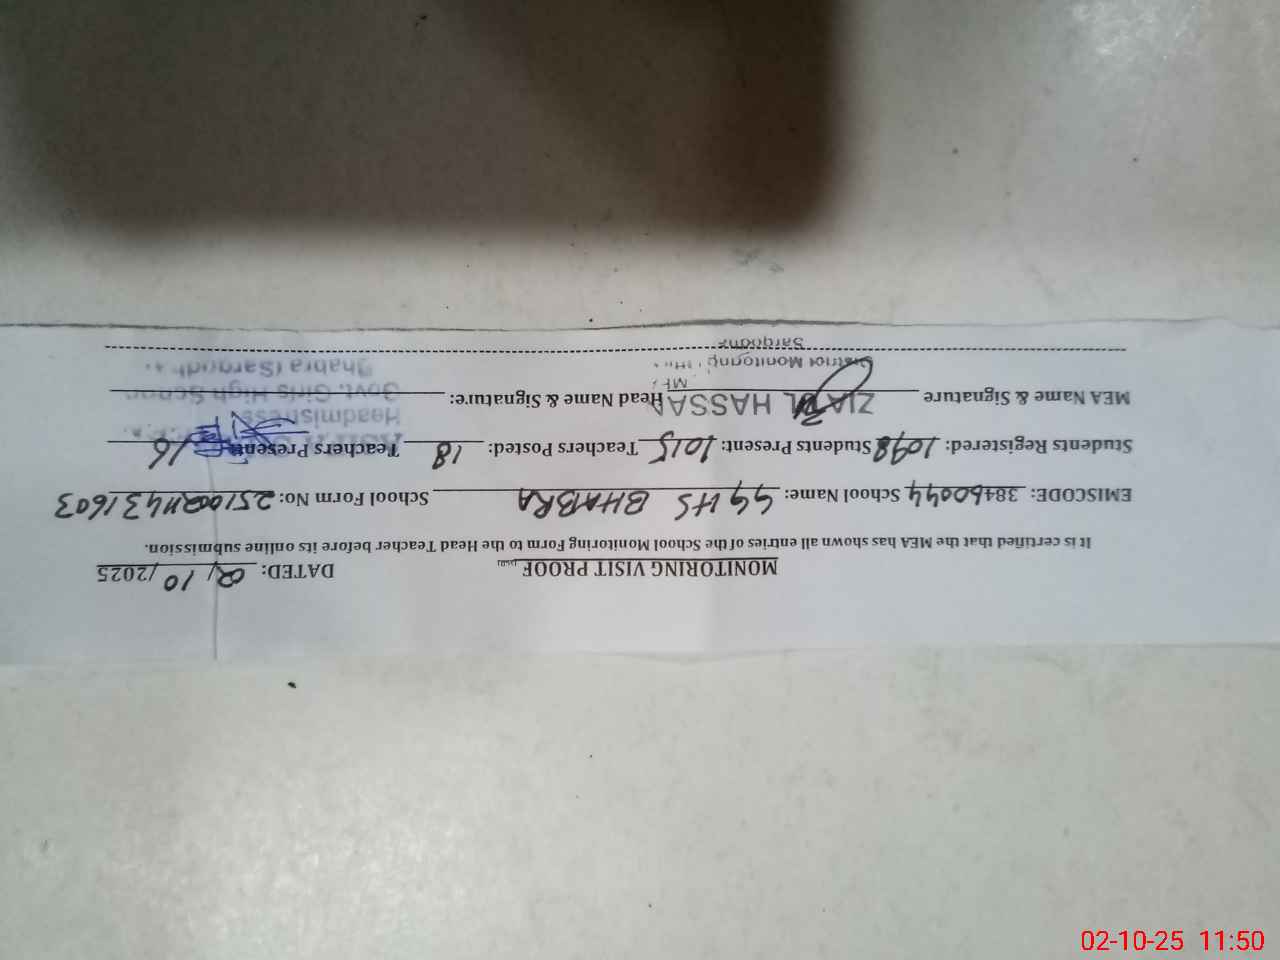 MONITORING VISIT PROOF DATED: 02/10/2025
It is certified that the MEA has shown all entries of the School Monitoring Form to the Head Teacher before its online submission.
EMISCODE: 38460044 School Name: GGHS BHABRA School Form No: 25100211431603
Students Registered: 1098 Students Present: 1015 Teachers Posted: 18 Teachers Present: 16
MEA Name & Signature ZIA UL HASSAN Head Name & Signature:
Headmistress
Govt. Girls High School
District Monitoring
Bhabra (Sargodha
Sargodha
02-10-25 11:50